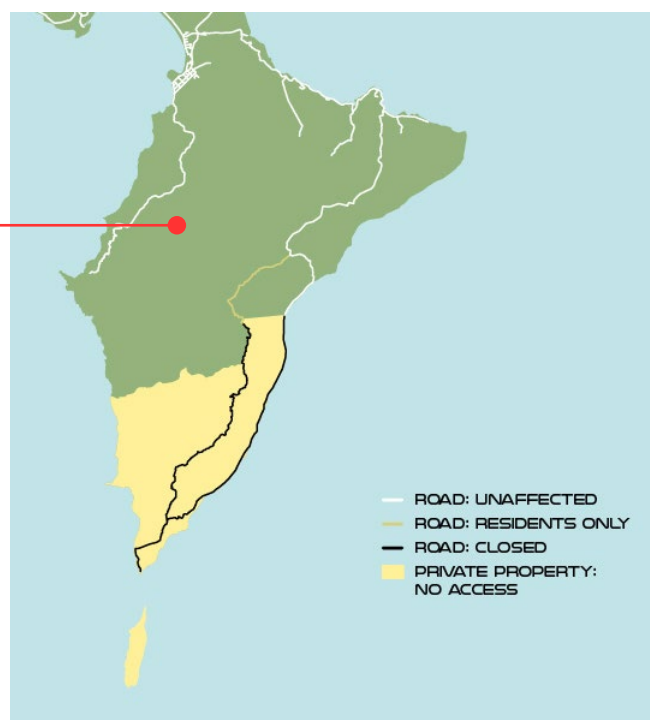 ROAD: UNAFFECTED
ROAD: RESIDENTS ONLY
ROAD: CLOSED
PRIVATE PROPERTY:
NO ACCESS